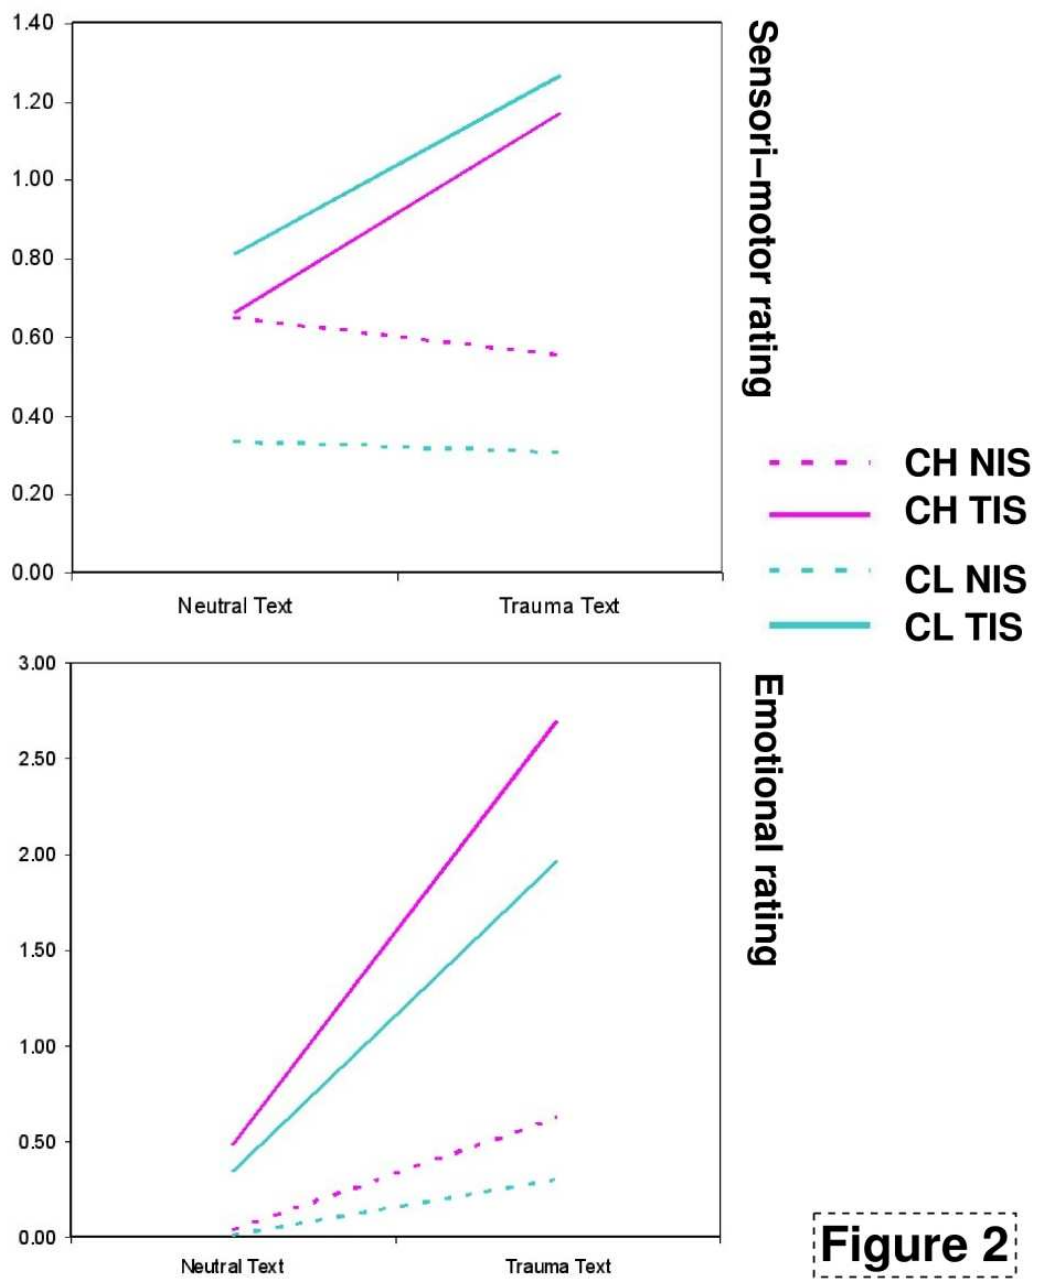 1.40
1.20
1.00
0.80
0.60
0.40
0.20
0.00
Neutral Text
Trauma Text
Sensori–motor rating
CH NIS
CH TIS
CL NIS
CL TIS
3.00
2.50
2.00
1.50
1.00
0.50
0.00
Neutral Text
Trauma Text
Emotional rating
Figure 2